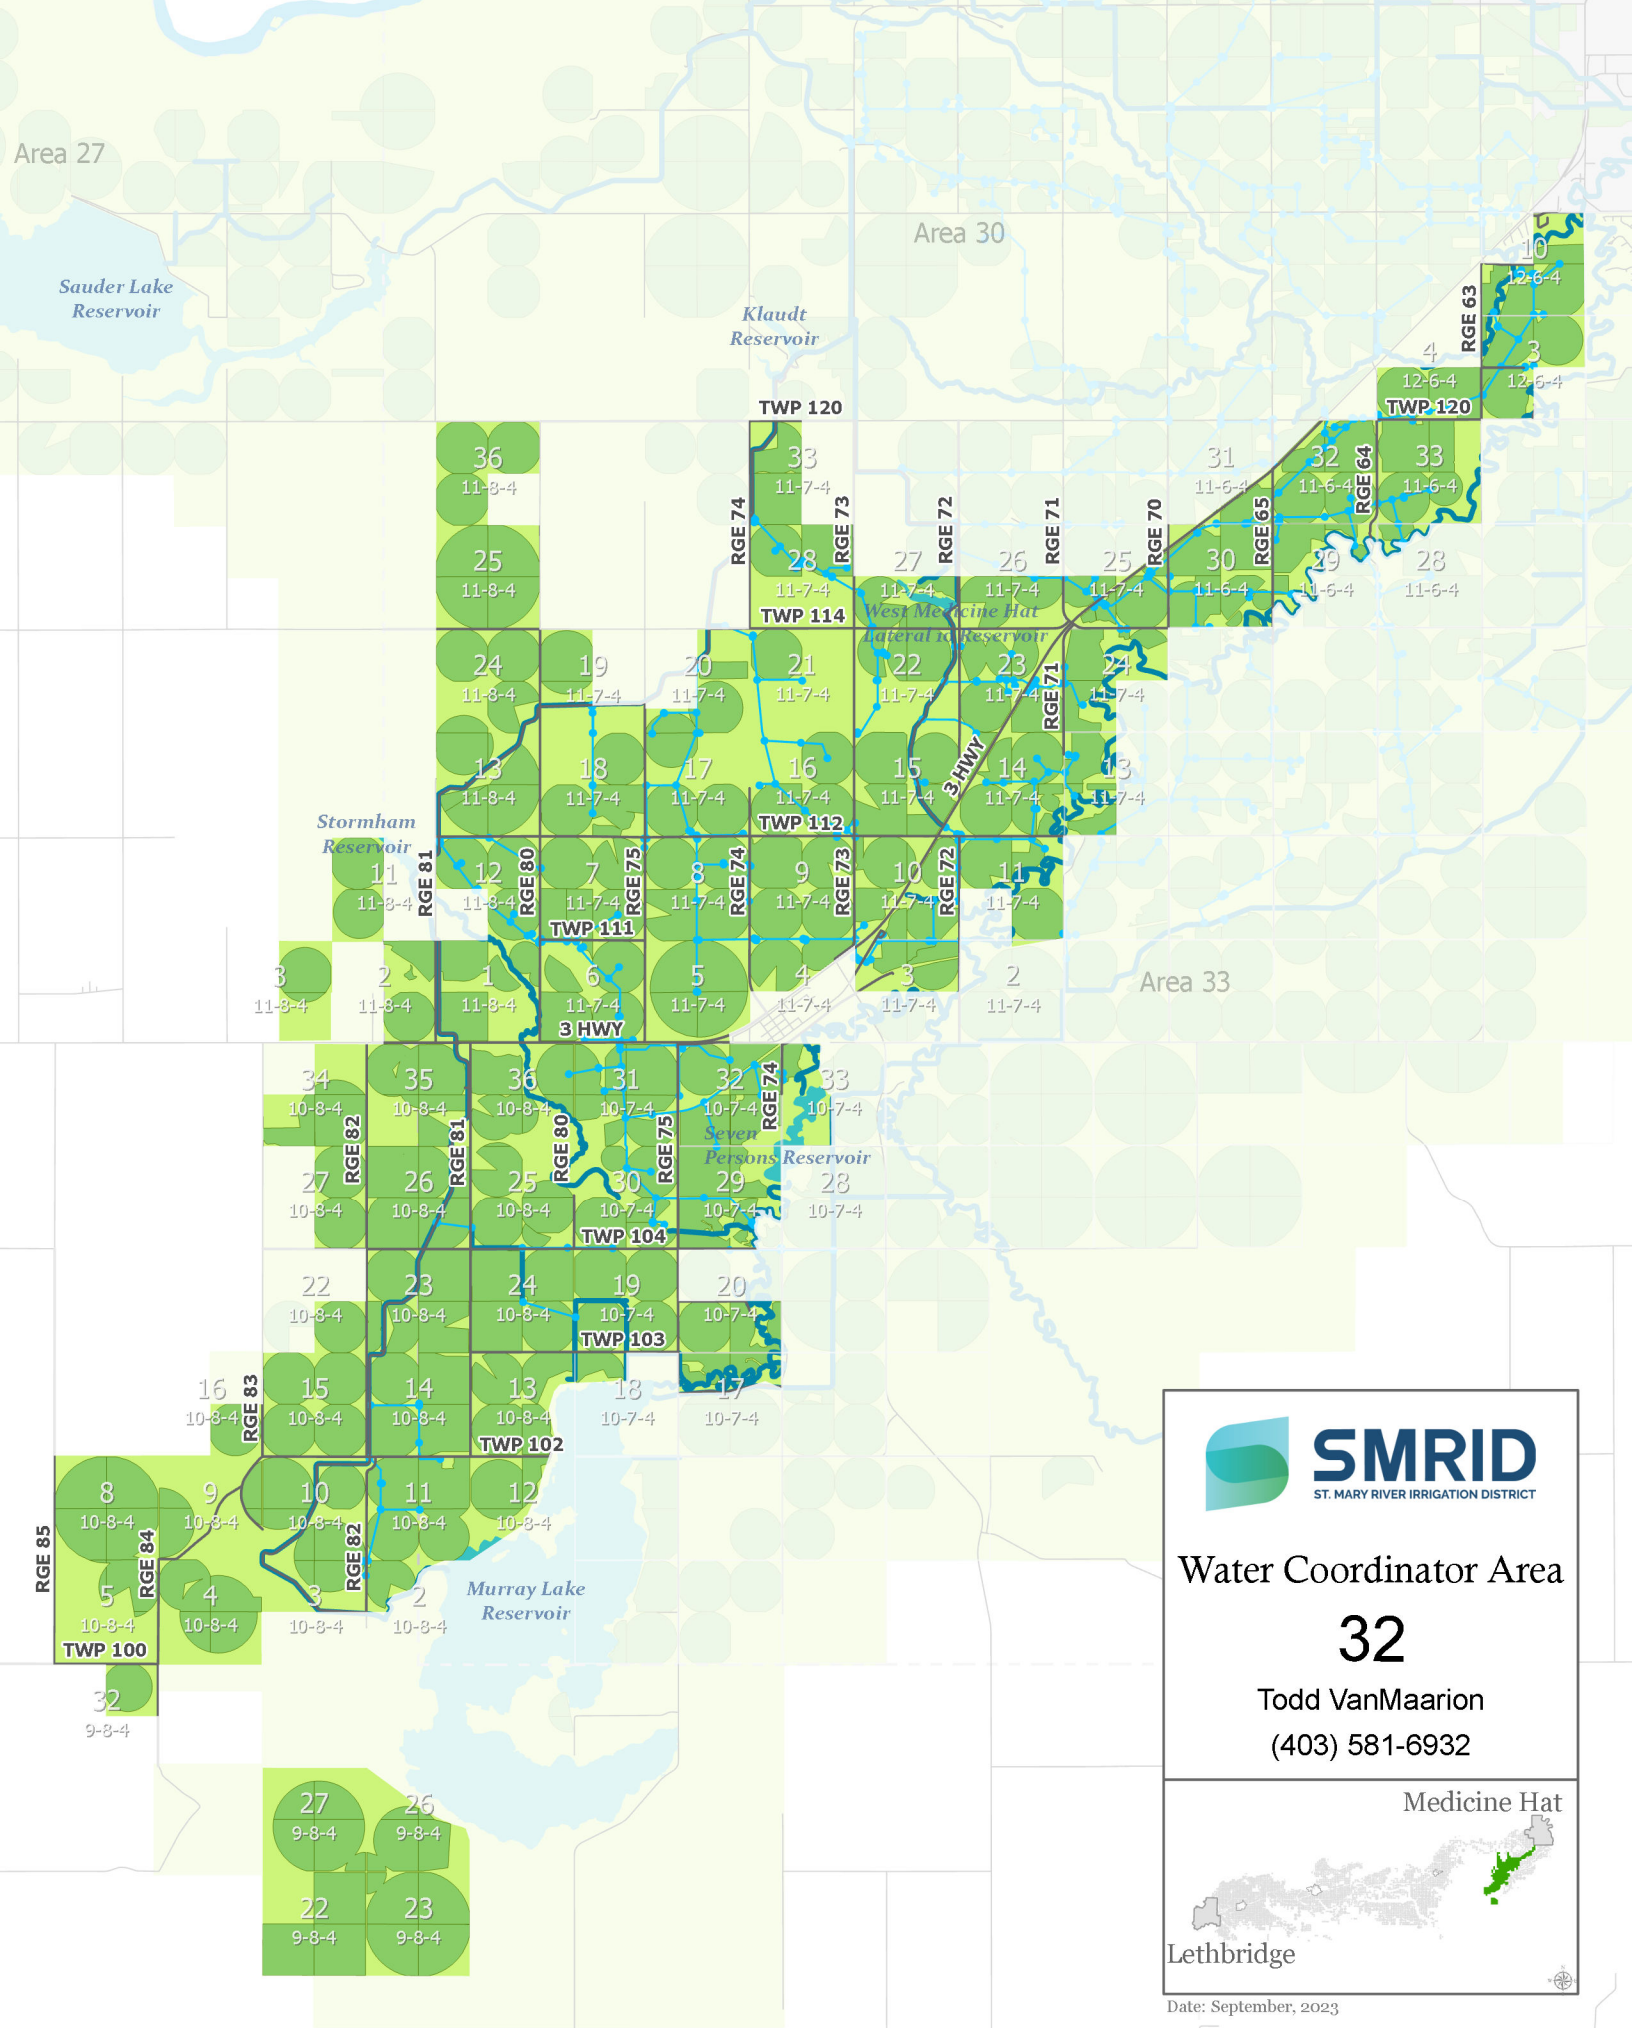 Area 27
Area 30
Sauder Lake
Reservoir
Klaudt
Reservoir
10
12-6-4
RGE 63
4
12-6-4
3
12-6-4
TWP 120
TWP 120
36
11-8-4
33
11-7-4
31
11-6-4
32
11-6-4
RGE 64
33
11-6-4
RGE 74
RGE 73
RGE 72
RGE 71
RGE 70
RGE 65
25
11-8-4
28
11-7-4
27
11-7-4
26
11-7-4
25
11-7-4
30
11-6-4
29
11-6-4
28
11-6-4
TWP 114
West Medicine Hat
Lateral 10 Reservoir
24
11-8-4
19
11-7-4
20
11-7-4
21
11-7-4
22
11-7-4
23
11-7-4
RGE 71
24
11-7-4
13
11-8-4
18
11-7-4
17
11-7-4
16
11-7-4
15
11-7-4
3 HWY
14
11-7-4
13
11-7-4
TWP 112
Stormham
Reservoir
11
11-8-4
RGE 81
12
11-8-4
RGE 80
7
11-7-4
RGE 75
8
11-7-4
RGE 74
9
11-7-4
RGE 73
10
11-7-4
RGE 72
11
11-7-4
TWP 111
3
11-8-4
2
11-8-4
1
11-8-4
6
11-7-4
5
11-7-4
4
11-7-4
3
11-7-4
2
11-7-4
Area 33
3 HWY
34
10-8-4
35
10-8-4
36
10-8-4
31
10-7-4
32
10-7-4
RGE 74
33
10-7-4
RGE 82
RGE 81
RGE 80
RGE 75
Seven
Persons Reservoir
27
10-8-4
26
10-8-4
25
10-8-4
30
10-7-4
29
10-7-4
28
10-7-4
TWP 104
22
10-8-4
23
10-8-4
24
10-8-4
19
10-7-4
20
10-7-4
TWP 103
16
10-8-4
RGE 83
15
10-8-4
14
10-8-4
13
10-8-4
18
10-7-4
17
10-7-4
TWP 102
8
10-8-4
9
10-8-4
10
10-8-4
11
10-8-4
12
10-8-4
RGE 85
RGE 84
RGE 82
5
10-8-4
4
10-8-4
3
10-8-4
2
10-8-4
Murray Lake
Reservoir
TWP 100
32
9-8-4
27
9-8-4
26
9-8-4
22
9-8-4
23
9-8-4
SMRID
ST. MARY RIVER IRRIGATION DISTRICT
Water Coordinator Area
32
Todd VanMaarion
(403) 581-6932
Medicine Hat
Lethbridge
Date: September, 2023